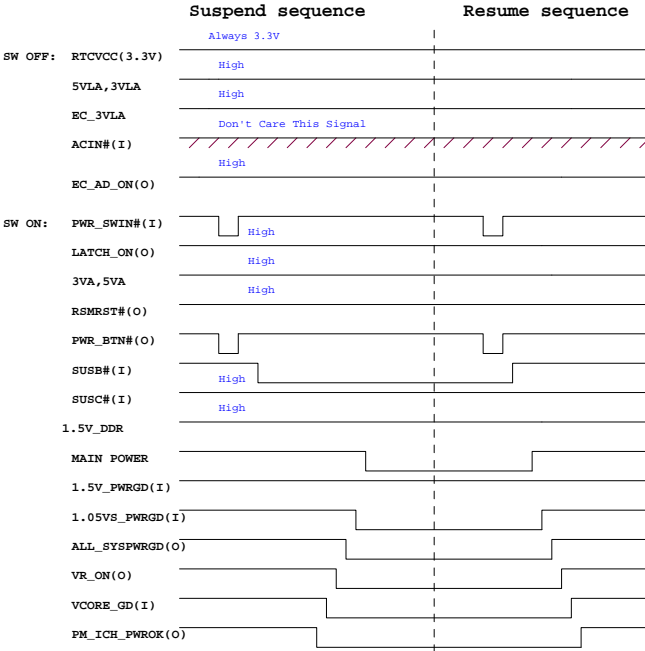 Suspend sequence Resume sequence
Always 3.3V
SW OFF: RTCVCC(3.3V)
High
5VLA,3VLA
High
EC_3VLA
Don't Care This Signal
ACIN#(I)
High
EC_AD_ON(O)
SW ON: PWR_SWIN#(I)
High
LATCH_ON(O)
High
3VA,5VA
High
RSMRST#(O)
PWR_BTN#(O)
SUSB#(I)
High
SUSC#(I)
High
1.5V_DDR
MAIN POWER
1.5V_PWRGD(I)
1.05VS_PWRGD(I)
ALL_SYSPWRGD(O)
VR_ON(O)
VCORE_GD(I)
PM_ICH_PWROK(O)